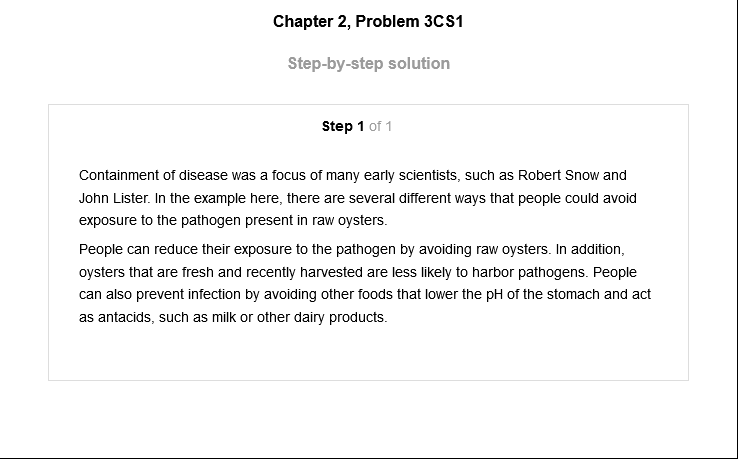 Chapter 2, Problem 3CS1
Step-by-step solution
Step 1 of 1
Containment of disease was a focus of many early scientists, such as Robert Snow and
John Lister. In the example here, there are several different ways that people could avoid
exposure to the pathogen present in raw oysters.
People can reduce their exposure to the pathogen by avoiding raw oysters. In addition,
oysters that are fresh and recently harvested are less likely to harbor pathogens. People
can also prevent infection by avoiding other foods that lower the pH of the stomach and act
as antacids, such as milk or other dairy products.